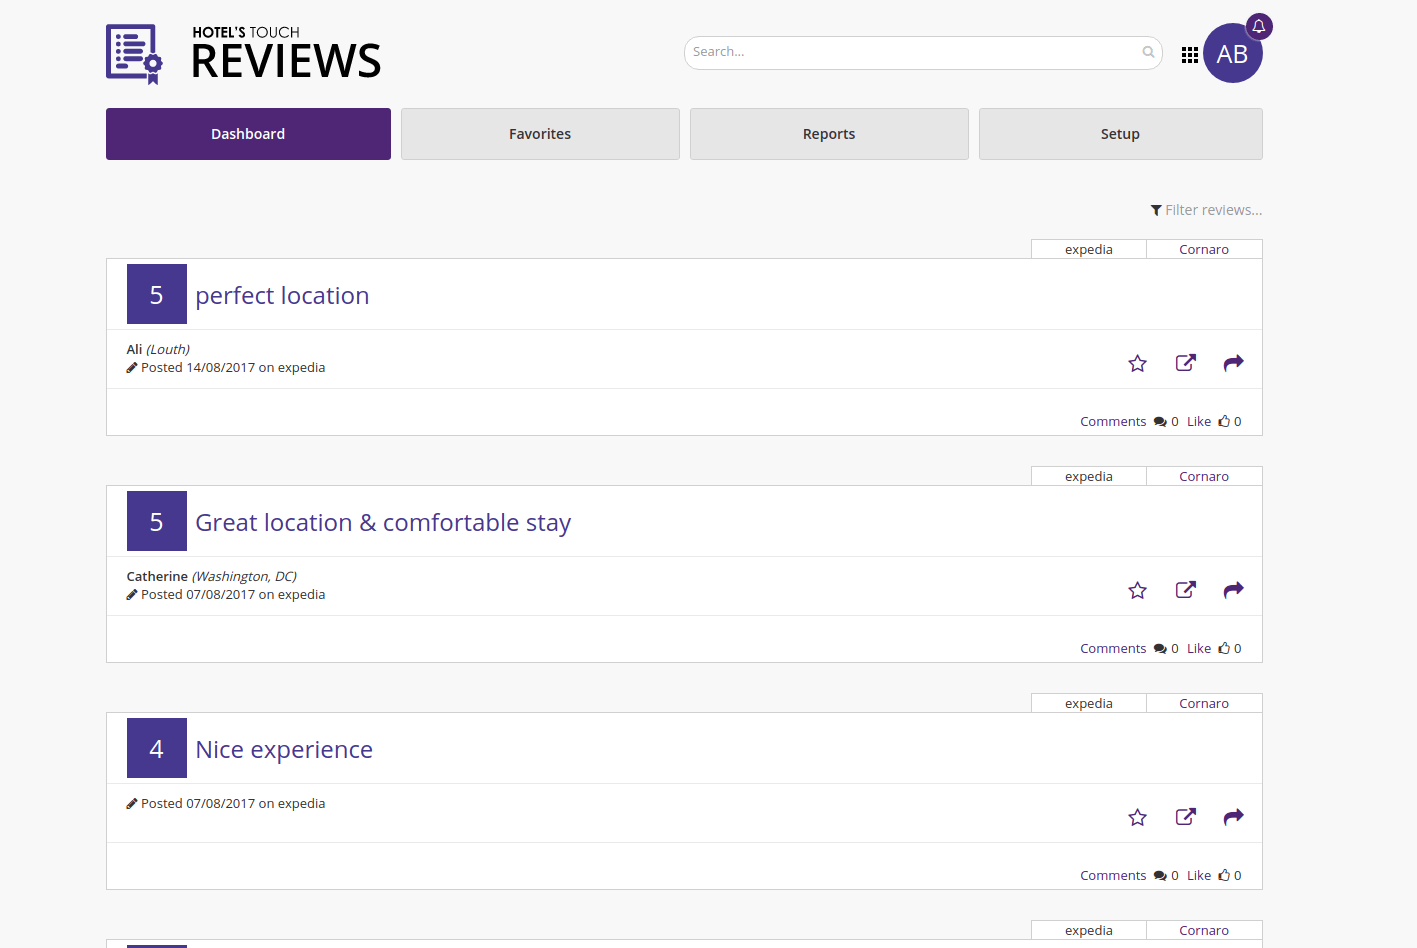 HOTEL'S TOUCH
REVIEWS
Search...
AB
Dashboard
Favorites
Reports
Setup
Filter reviews...
expedia
Cornaro
5
perfect location
Ali (Louth)
Posted 14/08/2017 on expedia
Comments 0 Like 0
expedia
Cornaro
5
Great location & comfortable stay
Catherine (Washington, DC)
Posted 07/08/2017 on expedia
Comments 0 Like 0
expedia
Cornaro
4
Nice experience
Posted 07/08/2017 on expedia
Comments 0 Like 0
expedia
Cornaro